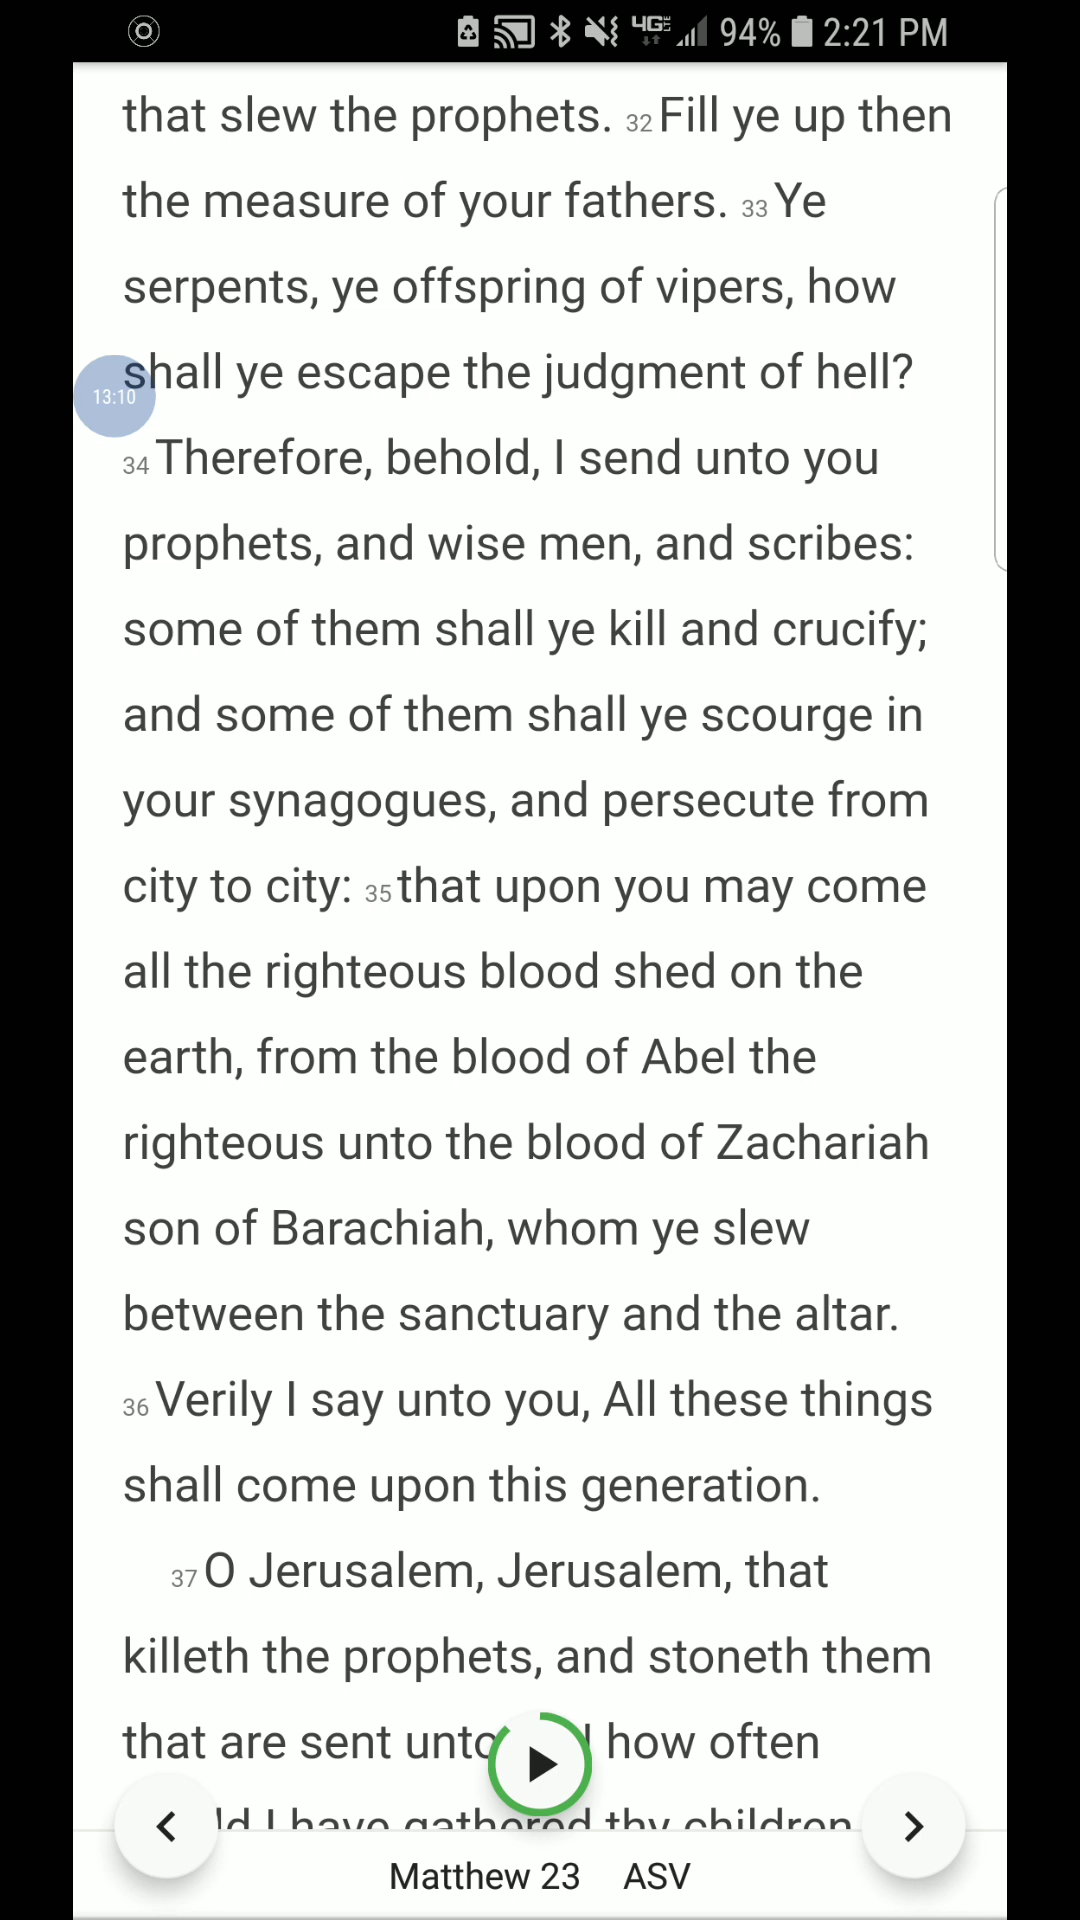 4G LTE 94% 2:21 PM
that slew the prophets. 32 Fill ye up then
the measure of your fathers. 33 Ye
serpents, ye offspring of vipers, how
shall ye escape the judgment of hell?
13:10
34 Therefore, behold, I send unto you
prophets, and wise men, and scribes:
some of them shall ye kill and crucify;
and some of them shall ye scourge in
your synagogues, and persecute from
city to city: 35 that upon you may come
all the righteous blood shed on the
earth, from the blood of Abel the
righteous unto the blood of Zachariah
son of Barachiah, whom ye slew
between the sanctuary and the altar.
36 Verily I say unto you, All these things
shall come upon this generation.
37 O Jerusalem, Jerusalem, that
killeth the prophets, and stoneth them
that are sent unto how often
I have gathered thy children
Matthew 23 ASV